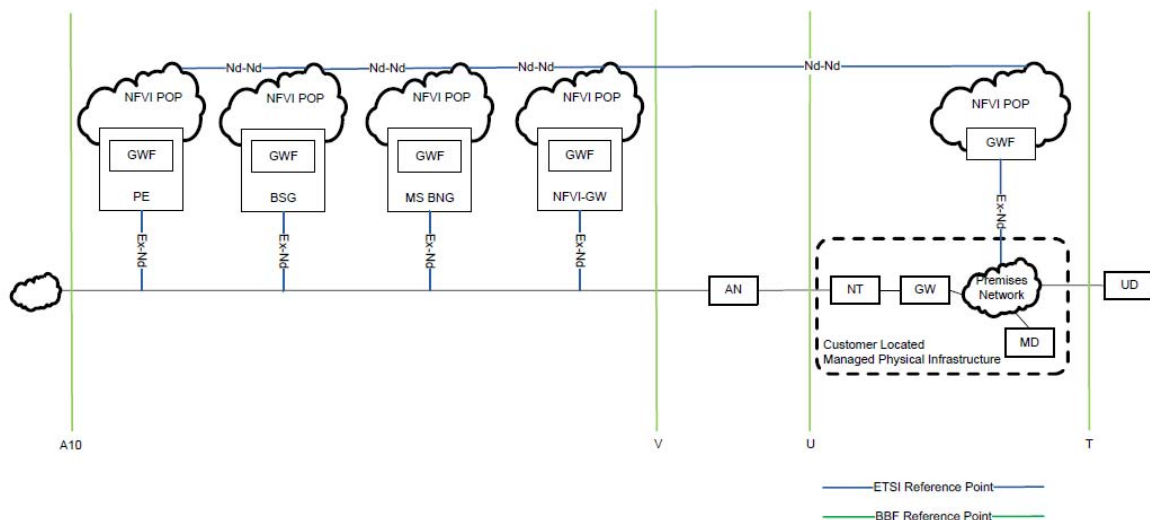 Nd-Nd Nd-Nd Nd-Nd Nd-Nd
NFVI POP NFVI POP NFVI POP NFVI POP NFVI POP
GWF GWF GWF GWF GWF
PE BSG MS BNG NFVI-GW
Ex-Nd Ex-Nd Ex-Nd Ex-Nd Ex-Nd
AN NT GW Premises UD
Network
MD
Customer Located
Managed Physical Infrastructure
A10 V U T
ETSI Reference Point
BBF Reference Point